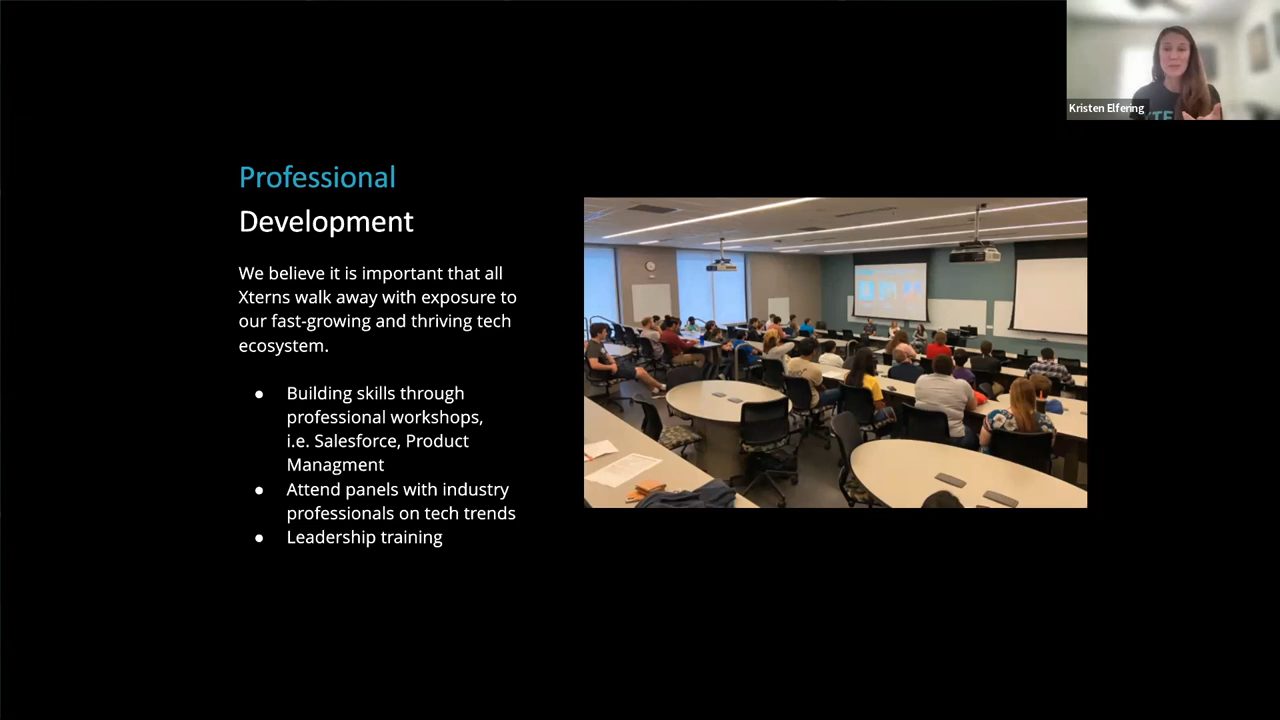 Kristen Elfering
Professional
Development
We believe it is important that all
Xterns walk away with exposure to
our fast-growing and thriving tech
ecosystem.
● Building skills through
professional workshops,
i.e. Salesforce, Product
Managment
● Attend panels with industry
professionals on tech trends
● Leadership training